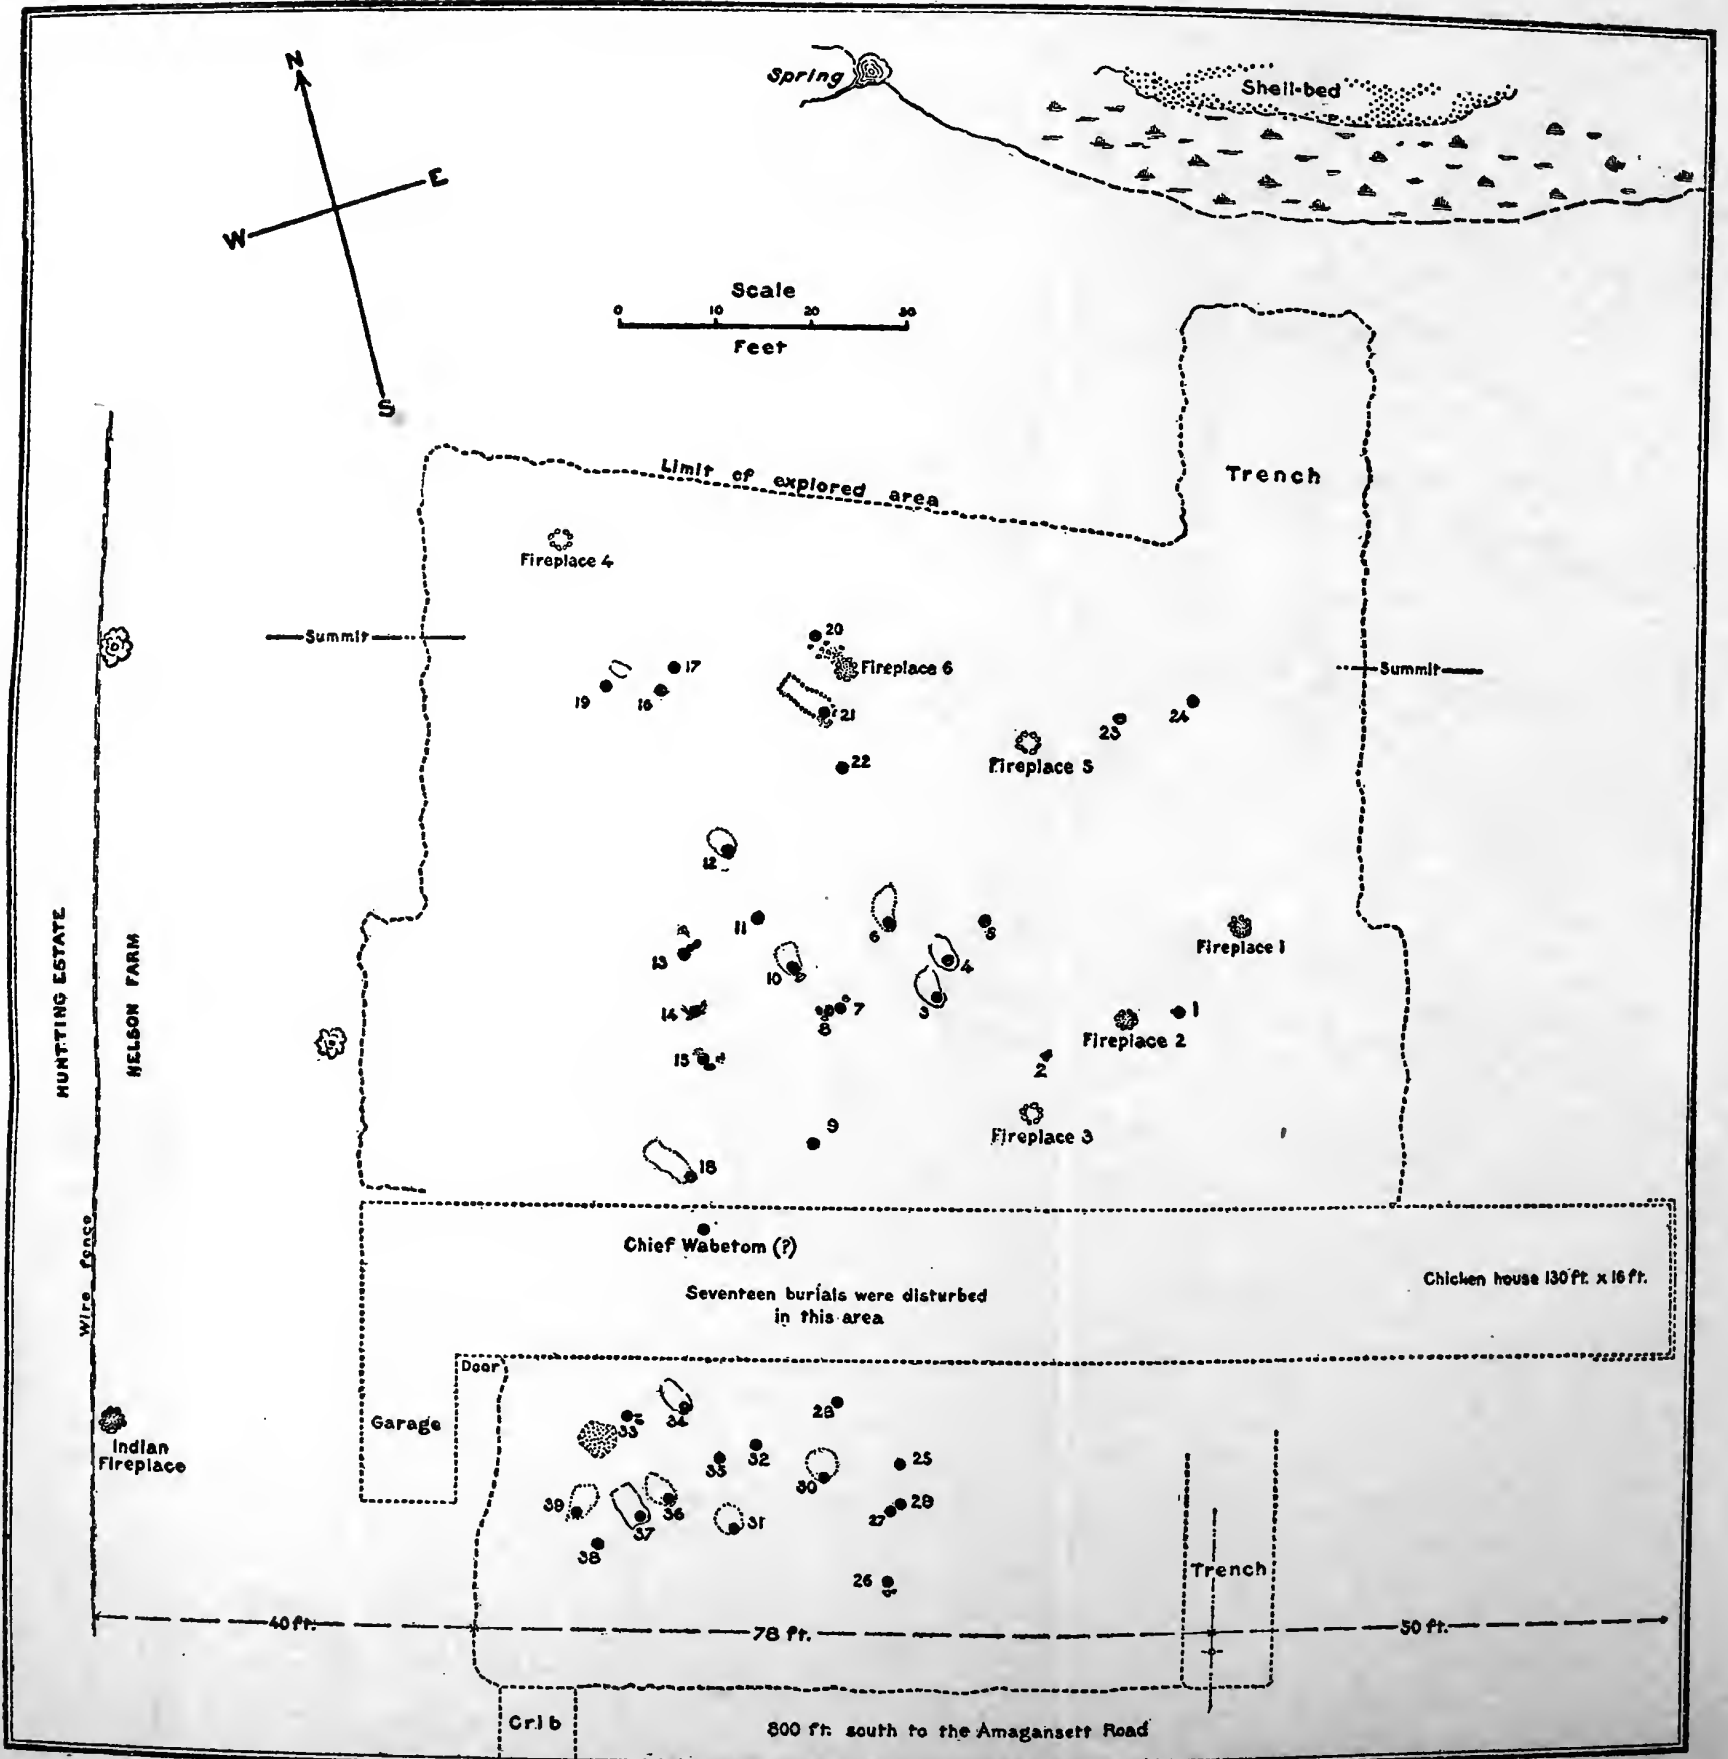 N
Spring
Shell-bed
E
W
Scale
0 10 20 30
Feet
S
Limit of explored area
Trench
Fireplace 4
Summit
20
17
Fireplace 6
Summit
19
16
21
24
23
22
Fireplace 5
12
11
6
5
Fireplace 1
13
10
4
3
HUNTTING ESTATE
NELSON FARM
14
7
8
1
Fireplace 2
15
2
9
Fireplace 3
18
Wire fence
Chief Wabetom (?)
Chicken house 130 ft. x 16 ft.
Seventeen burials were disturbed
in this area
Door
34
28
33
Garage
32
25
35
30
Indian
Fireplace
39
36
29
27
37
31
38
26
Trench
40 ft.
78 ft.
50 ft.
Crib
800 ft. south to the Amagansett Road